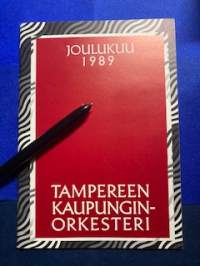 JOULUKUU
1989
TAMPEREEN
KAUPUNGIN-
ORKESTERI